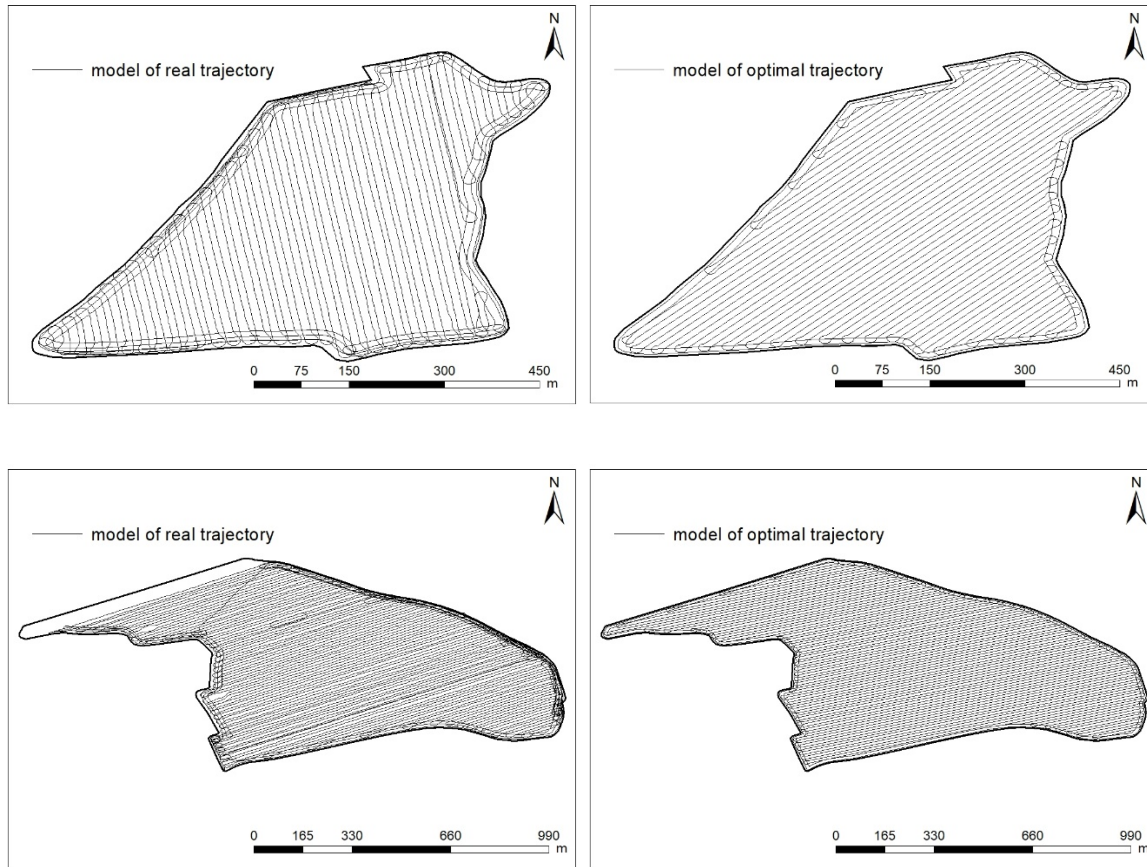 N
model of real trajectory
0 75 150 300 450
m
N
model of optimal trajectory
0 75 150 300 450
m
N
model of real trajectory
0 165 330 660 990
m
N
model of optimal trajectory
0 165 330 660 990
m